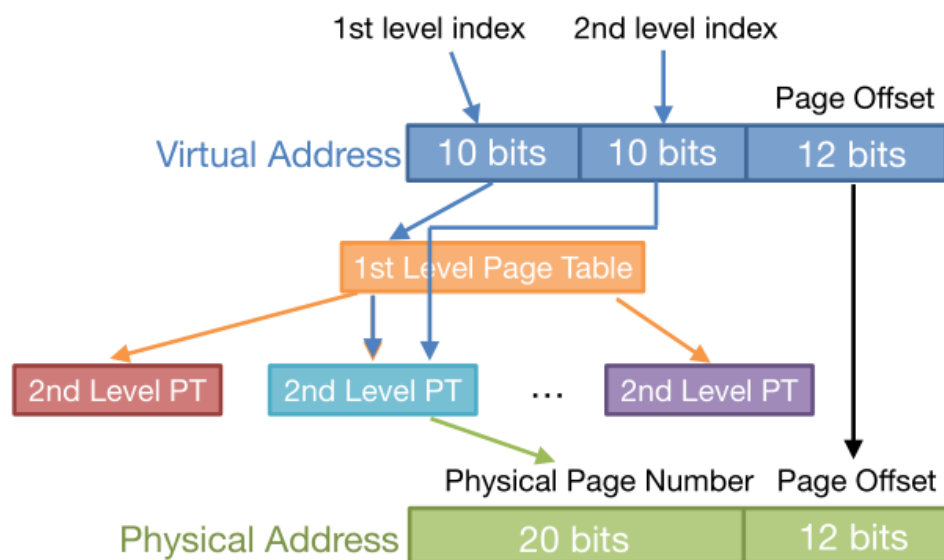 1st level index 2nd level index
Page Offset
Virtual Address 10 bits 10 bits 12 bits
1st Level Page Table
2nd Level PT 2nd Level PT ... 2nd Level PT
Physical Page Number Page Offset
Physical Address 20 bits 12 bits